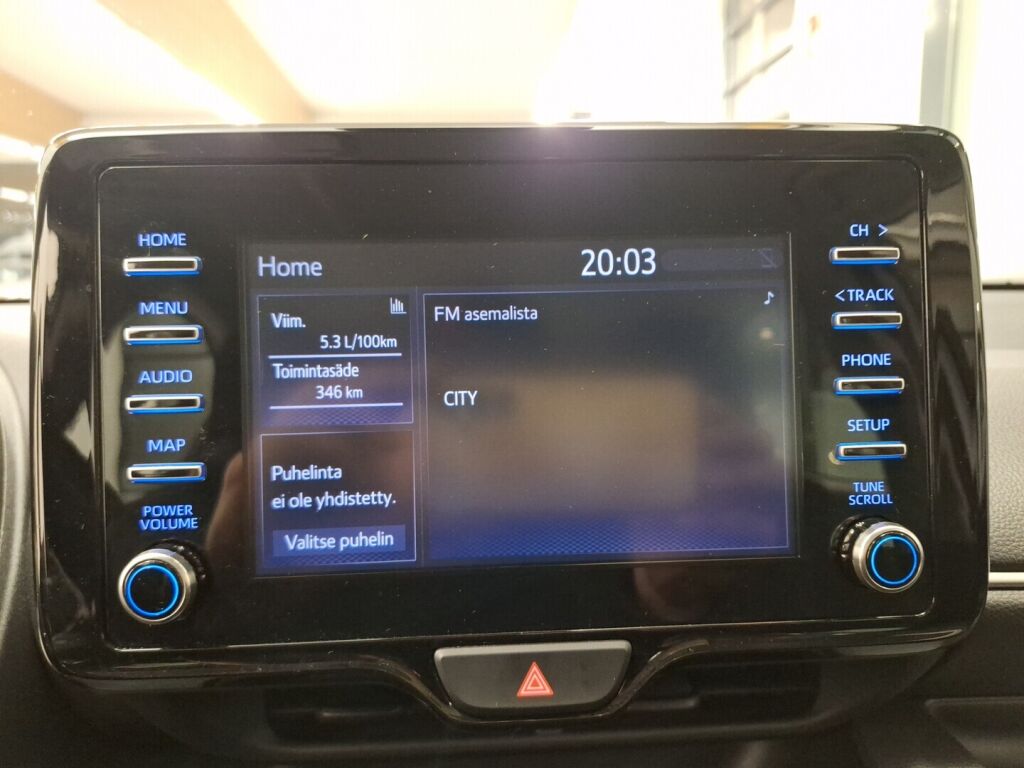 HOME
MENU
AUDIO
MAP
POWER
VOLUME
Home
20:03
Viim.
5.3 L/100km
Toimintasäde
346 km
Puhelinta
ei ole yhdistetty.
Valitse puhelin
FM asemalista
CITY
CH >
< TRACK
PHONE
SETUP
TUNE
SCROLL